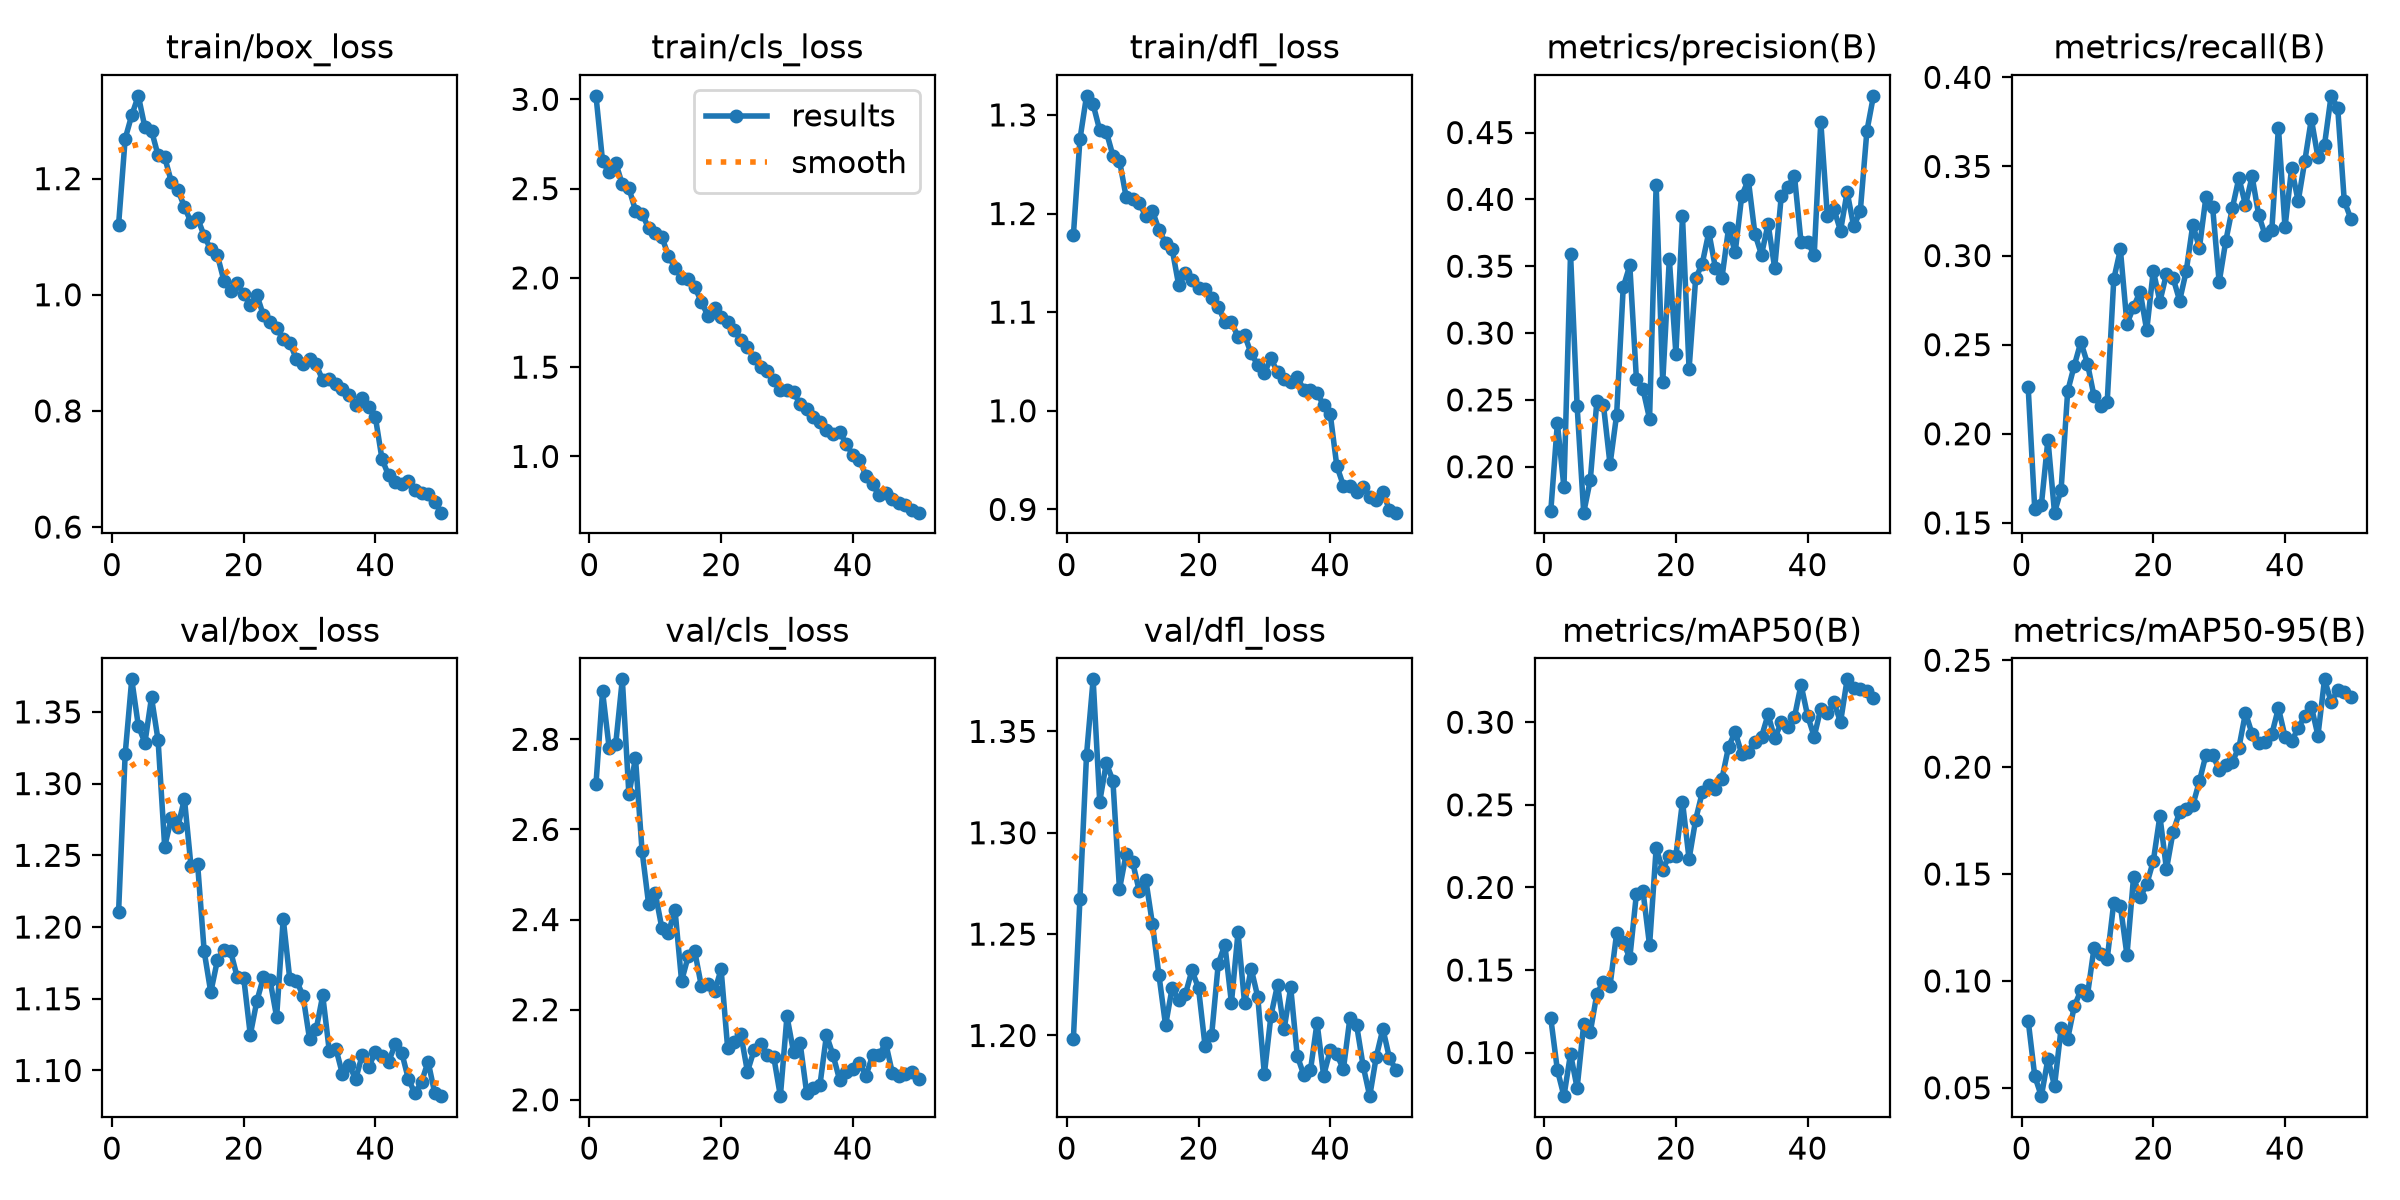 train/box_loss
1.2
1.0
0.8
0.6
0 20 40
train/cls_loss
results
smooth
3.0
2.5
2.0
1.5
1.0
0 20 40
train/dfl_loss
1.3
1.2
1.1
1.0
0.9
0 20 40
metrics/precision(B)
0.45
0.40
0.35
0.30
0.25
0.20
0 20 40
metrics/recall(B)
0.40
0.35
0.30
0.25
0.20
0.15
0 20 40
val/box_loss
1.35
1.30
1.25
1.20
1.15
1.10
0 20 40
val/cls_loss
2.8
2.6
2.4
2.2
2.0
0 20 40
val/dfl_loss
1.35
1.30
1.25
1.20
0 20 40
metrics/mAP50(B)
0.30
0.25
0.20
0.15
0.10
0 20 40
metrics/mAP50-95(B)
0.25
0.20
0.15
0.10
0.05
0 20 40